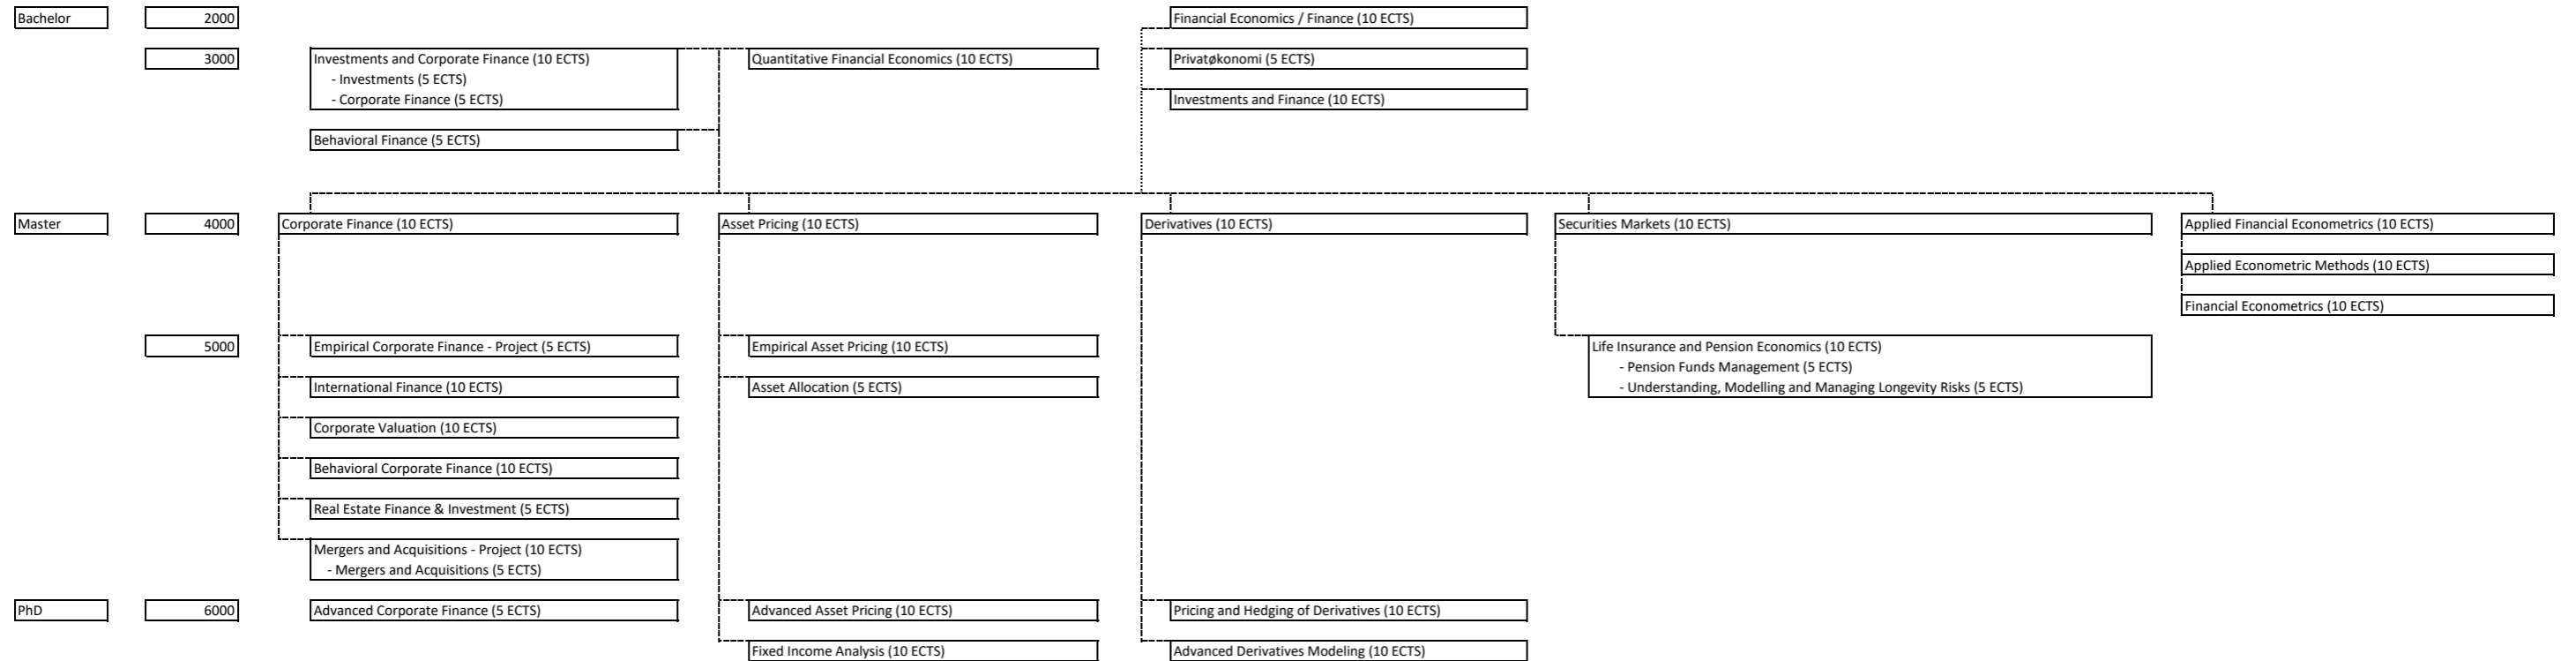 Bachelor
2000
Financial Economics / Finance (10 ECTS)
3000
Investments and Corporate Finance (10 ECTS)
- Investments (5 ECTS)
- Corporate Finance (5 ECTS)
Quantitative Financial Economics (10 ECTS)
Privatøkonomi (5 ECTS)
Investments and Finance (10 ECTS)
Behavioral Finance (5 ECTS)
Master
4000
Corporate Finance (10 ECTS)
Asset Pricing (10 ECTS)
Derivatives (10 ECTS)
Securities Markets (10 ECTS)
Applied Financial Econometrics (10 ECTS)
Applied Econometric Methods (10 ECTS)
Financial Econometrics (10 ECTS)
5000
Empirical Corporate Finance - Project (5 ECTS)
Empirical Asset Pricing (10 ECTS)
Life Insurance and Pension Economics (10 ECTS)
- Pension Funds Management (5 ECTS)
- Understanding, Modelling and Managing Longevity Risks (5 ECTS)
International Finance (10 ECTS)
Asset Allocation (5 ECTS)
Corporate Valuation (10 ECTS)
Behavioral Corporate Finance (10 ECTS)
Real Estate Finance & Investment (5 ECTS)
Mergers and Acquisitions - Project (10 ECTS)
- Mergers and Acquisitions (5 ECTS)
PhD
6000
Advanced Corporate Finance (5 ECTS)
Advanced Asset Pricing (10 ECTS)
Pricing and Hedging of Derivatives (10 ECTS)
Fixed Income Analysis (10 ECTS)
Advanced Derivatives Modeling (10 ECTS)